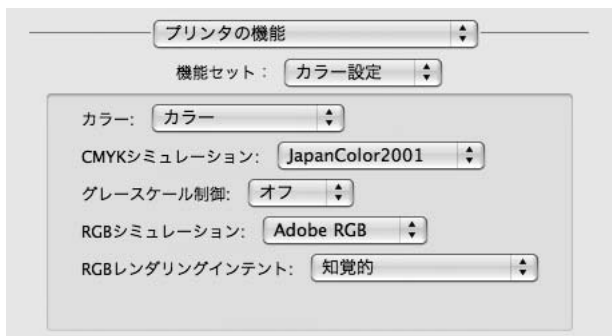 プリンタの機能
機能セット： カラー設定
カラー: カラー
CMYKシミュレーション: JapanColor2001
グレースケール制御: オフ
RGBシミュレーション: Adobe RGB
RGBレンダリングインテント: 知覚的